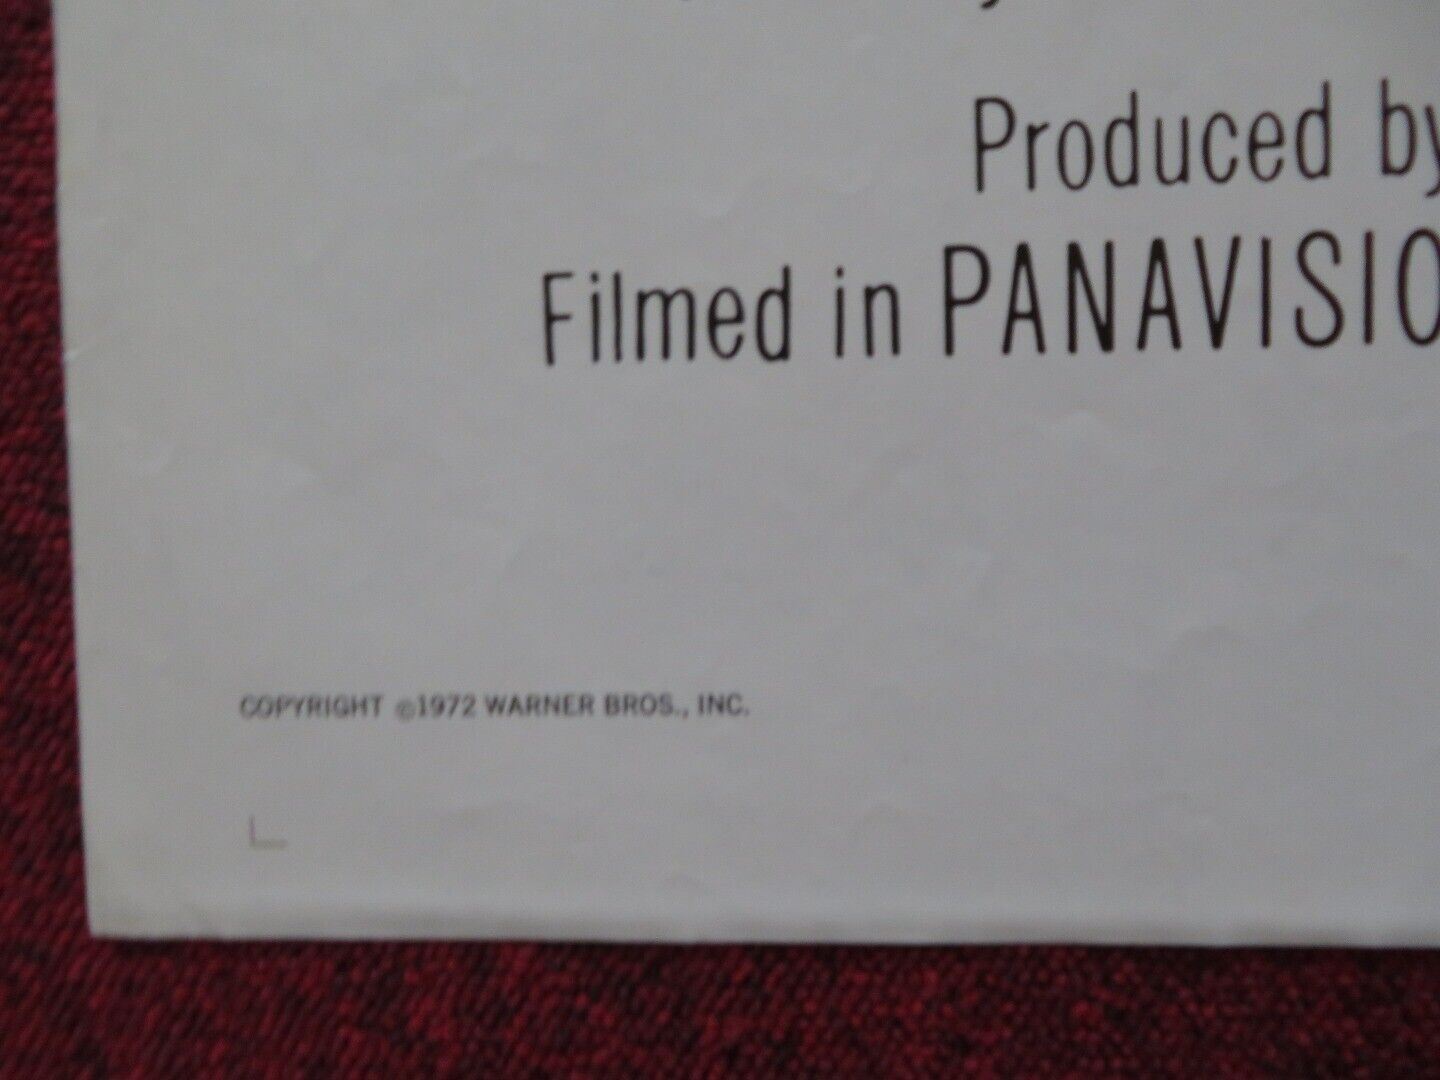 Produced by
Filmed in PANAVISIO
COPYRIGHT ©1972 WARNER BROS., INC.